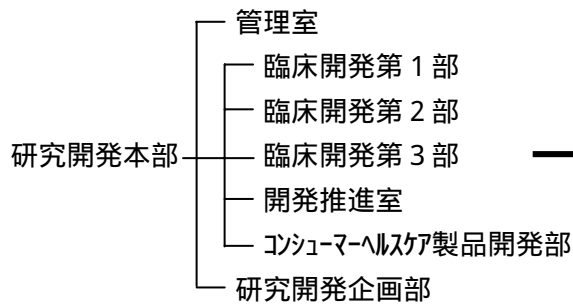 管理室
臨床開発第1部
臨床開発第2部
研究開発本部
臨床開発第3部
開発推進室
ｺﾝｼｭｰﾏｰﾍﾙｽｹｱ製品開発部
研究開発企画部